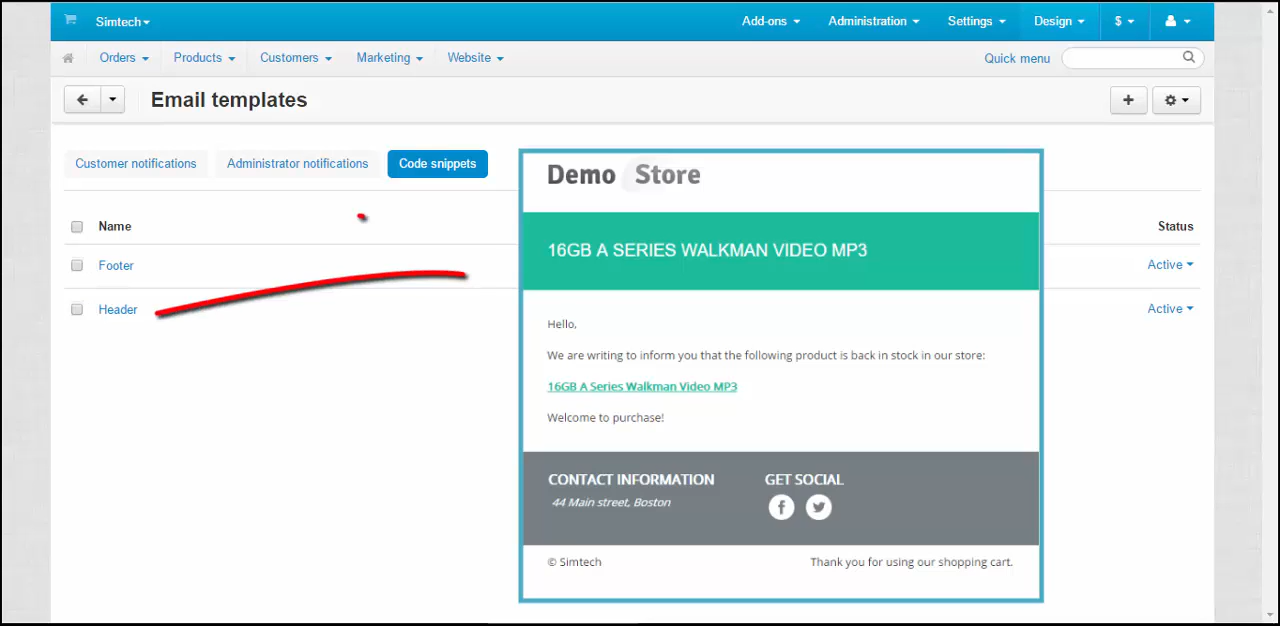 Simtech
Add-ons Administration Settings Design $
Orders Products Customers Marketing Website Quick menu
Email templates
Customer notifications Administrator notifications Code snippets
Name Status
Footer Active
Header Active
Demo Store
16GB A SERIES WALKMAN VIDEO MP3
Hello,
We are writing to inform you that the following product is back in stock in our store:
16GB A Series Walkman Video MP3
Welcome to purchase!
CONTACT INFORMATION GET SOCIAL
44 Main street, Boston
© Simtech Thank you for using our shopping cart.